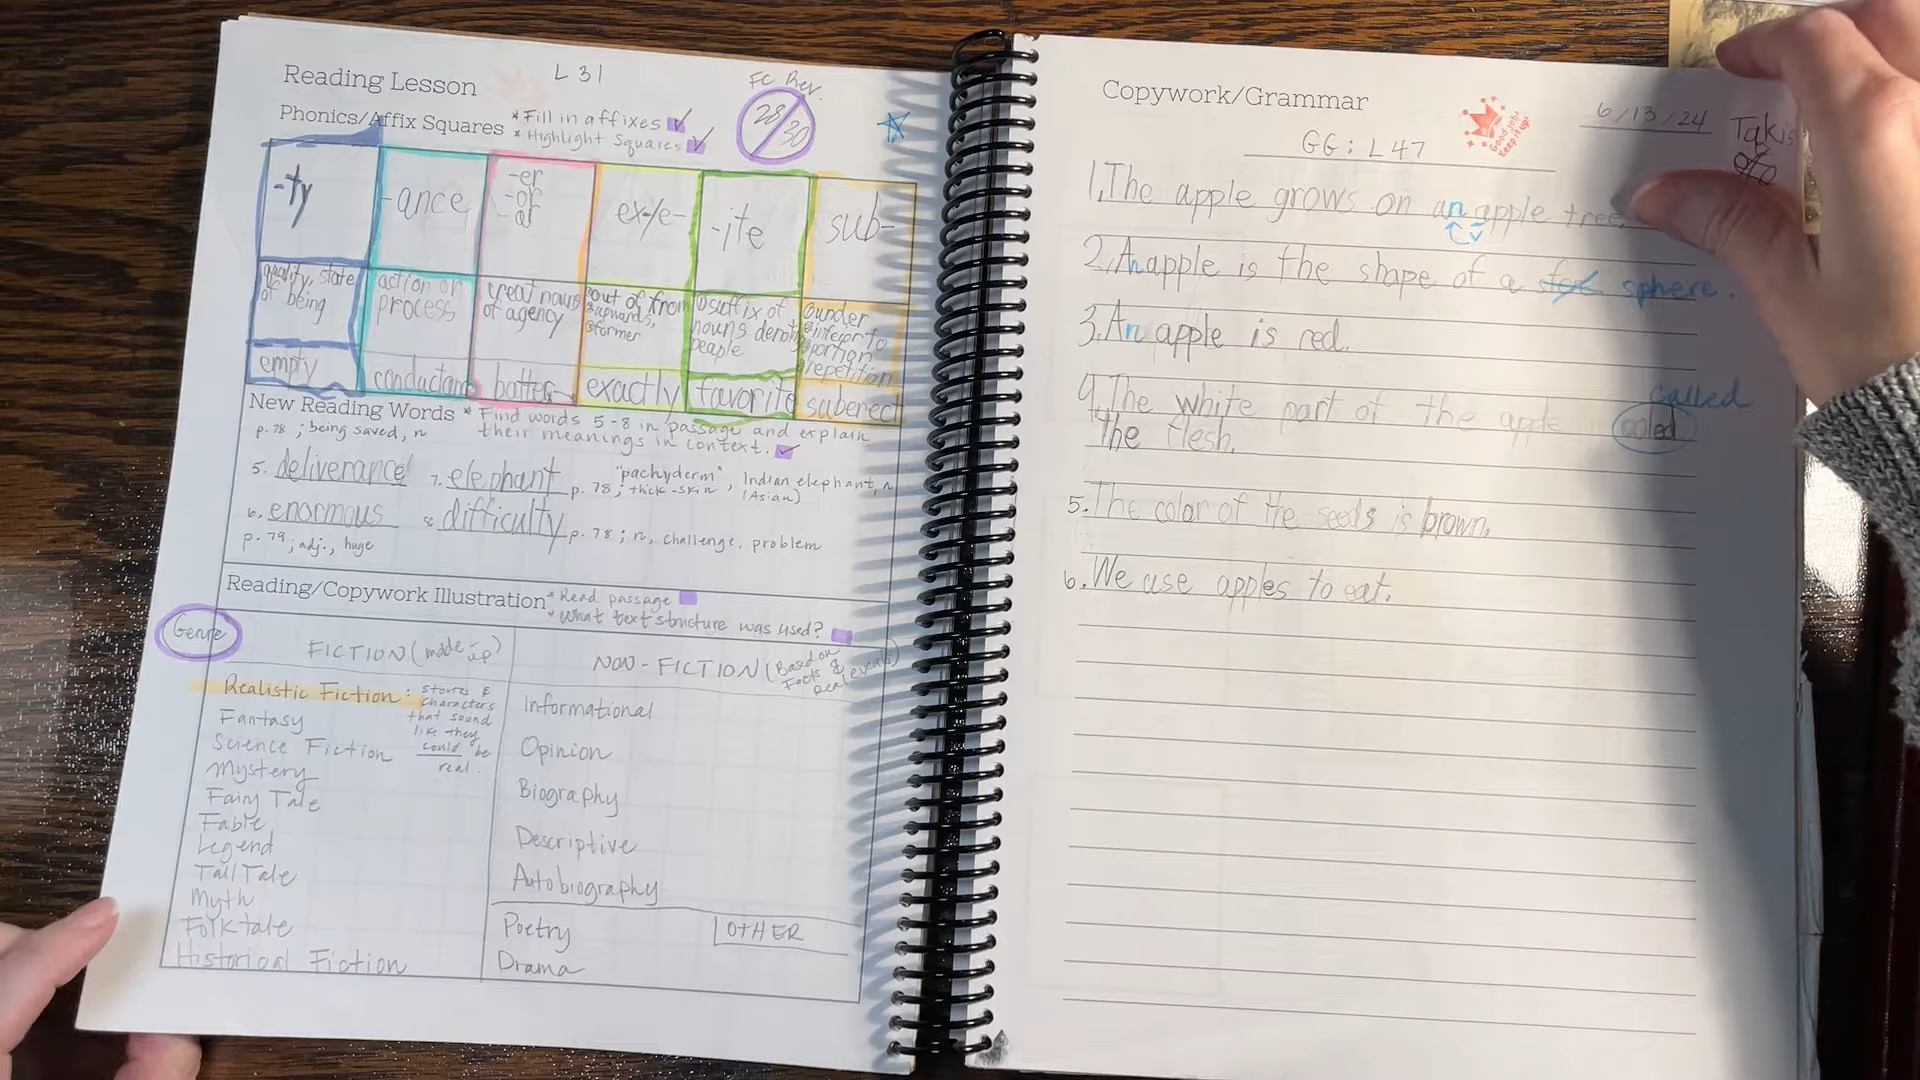 Reading Lesson
L 31
FC Rev.
28/30
Phonics/Affix Squares
* Fill in affixes
* Highlight Squares
-ty
-ance
-er
-or
-ar
ex-/e-
-ite
sub-
quality, state
of being
action or
process
nouns
of agency
out of, from
upwards,
former
suffix of
nouns
people
under
portion
repetition
empty
exactly
favorite
New Reading Words * Find words 5-8 in passage and explain
their meanings in context.
p. 78 ; being saved, n
5. deliverance
7. elephant
p. 78 ; thick-skin
"pachyderm", Indian elephant, n
(Asian)
6. enormous
8. difficulty
p. 78 ; n, challenge, problem
p. 79 ; adj., huge
Reading/Copywork Illustration
* Read passage
* What text structure was used?
Genre
FICTION (made up)
NON-FICTION (Based on
Facts &
Real events)
Realistic Fiction: stories &
characters
that sound
like they
could be
real.
Fantasy
Science Fiction
Mystery
Fairy Tale
Fable
Legend
Tall Tale
Myth
Folktale
Historical Fiction
Informational
Opinion
Biography
Descriptive
Autobiography
Poetry
OTHER
Drama
Copywork/Grammar
Good job!
Keep it up!
6/13/24
GG: L 47
1. The apple grows on an apple tree.
2. An apple is the shape of a sphere.
3. An apple is red.
called
4. The white part of the apple
the flesh.
5. The color of the seeds is brown.
6. We use apples to eat.